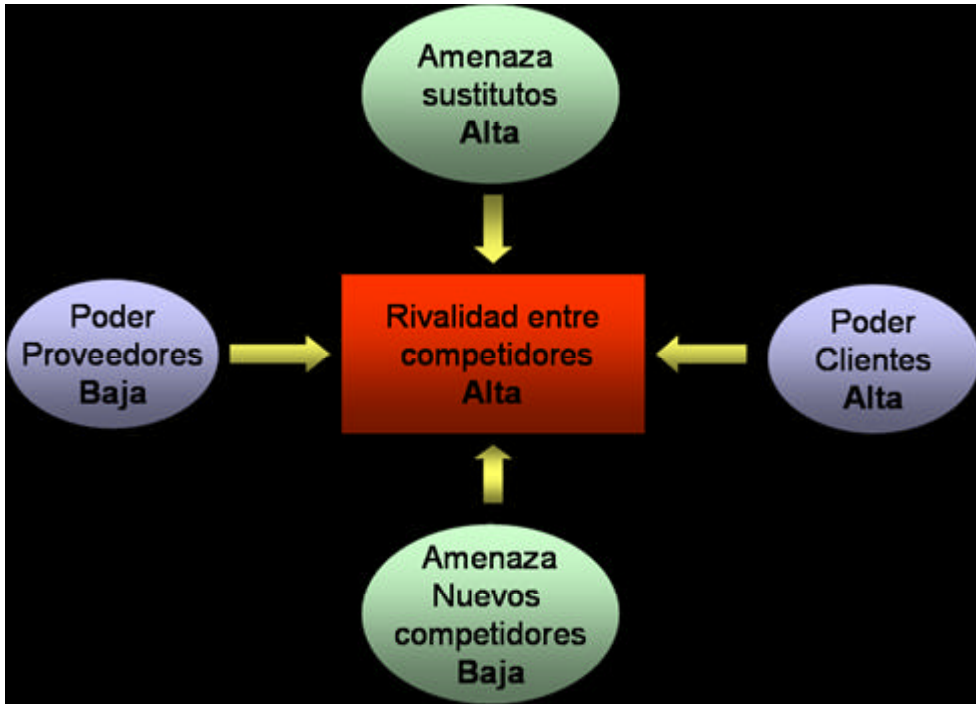 Amenaza
sustitutos
Alta
Poder
Proveedores
Baja
Rivalidad entre
competidores
Alta
Poder
Clientes
Alta
Amenaza
Nuevos
competidores
Baja